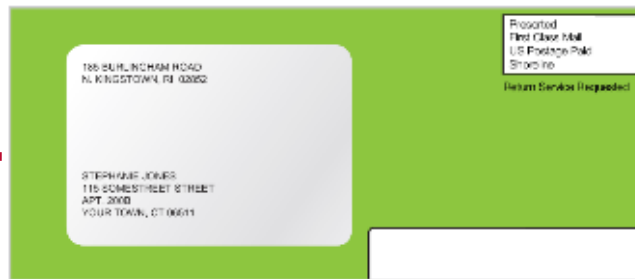 185 BURLINGHAM ROAD
N. KINGSTOWN, RI 02852
STEPHANIE JONES
115 SOMESTREET STREET
APT. 200B
YOUR TOWN, CT 06511
Presorted
First Class Mail
US Postage Paid
Shoreline
Return Service Requested